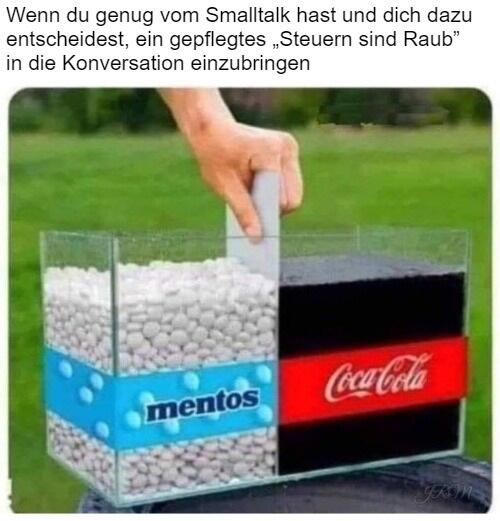 Wenn du genug vom Smalltalk hast und dich dazu
entscheidest, ein gepflegtes „Steuern sind Raub”
in die Konversation einzubringen
mentos
Coca-Cola